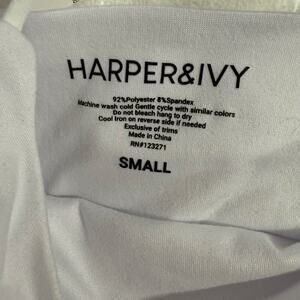 HARPER&IVY
92%Polyester 8%Spandex
Machine wash cold Gentle cycle with similar colors
Do not bleach hang to dry
Cool Iron on reverse side if needed
Exclusive of trims
Made in China
RN#123271
SMALL